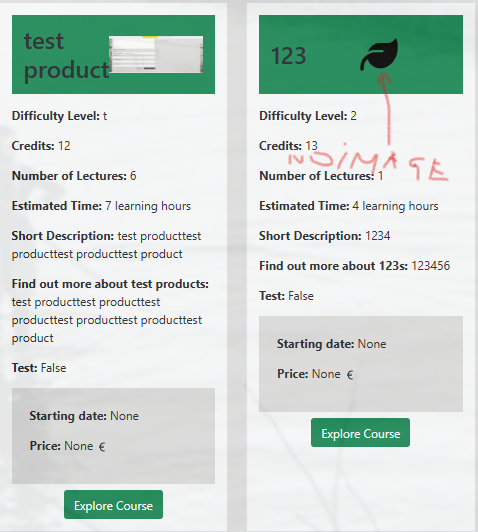 test
product
Difficulty Level: t
Credits: 12
Number of Lectures: 6
Estimated Time: 7 learning hours
Short Description: test producttest
producttest producttest product
Find out more about test products:
test producttest producttest
producttest producttest producttest
product
Test: False
Starting date: None
Price: None €
Explore Course
123
Difficulty Level: 2
Credits: 13
NO IMAGE
Number of Lectures: 1
Estimated Time: 4 learning hours
Short Description: 1234
Find out more about 123s: 123456
Test: False
Starting date: None
Price: None €
Explore Course